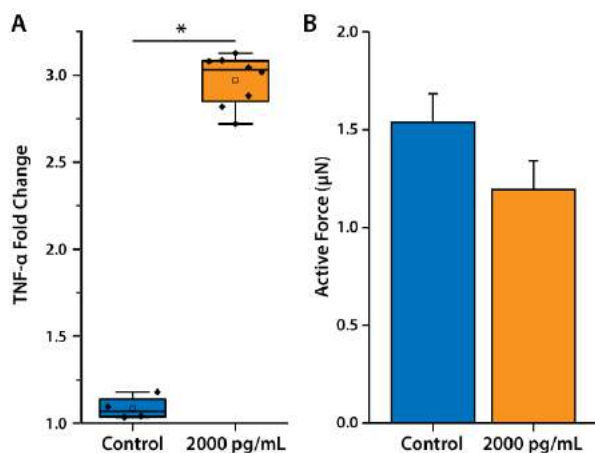 A
*
TNF-α Fold Change
3.0
2.5
2.0
1.5
1.0
Control
2000 pg/mL
B
Active Force (µN)
2.0
1.5
1.0
0.5
0.0
Control
2000 pg/mL